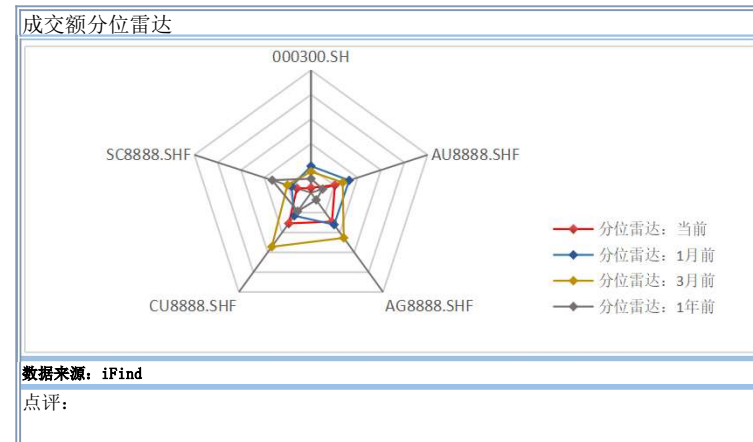 成交额分位雷达
000300.SH
SC8888.SHF
AU8888.SHF
CU8888.SHF
AG8888.SHF
分位雷达：当前
分位雷达：1月前
分位雷达：3月前
分位雷达：1年前
数据来源：iFind
点评：